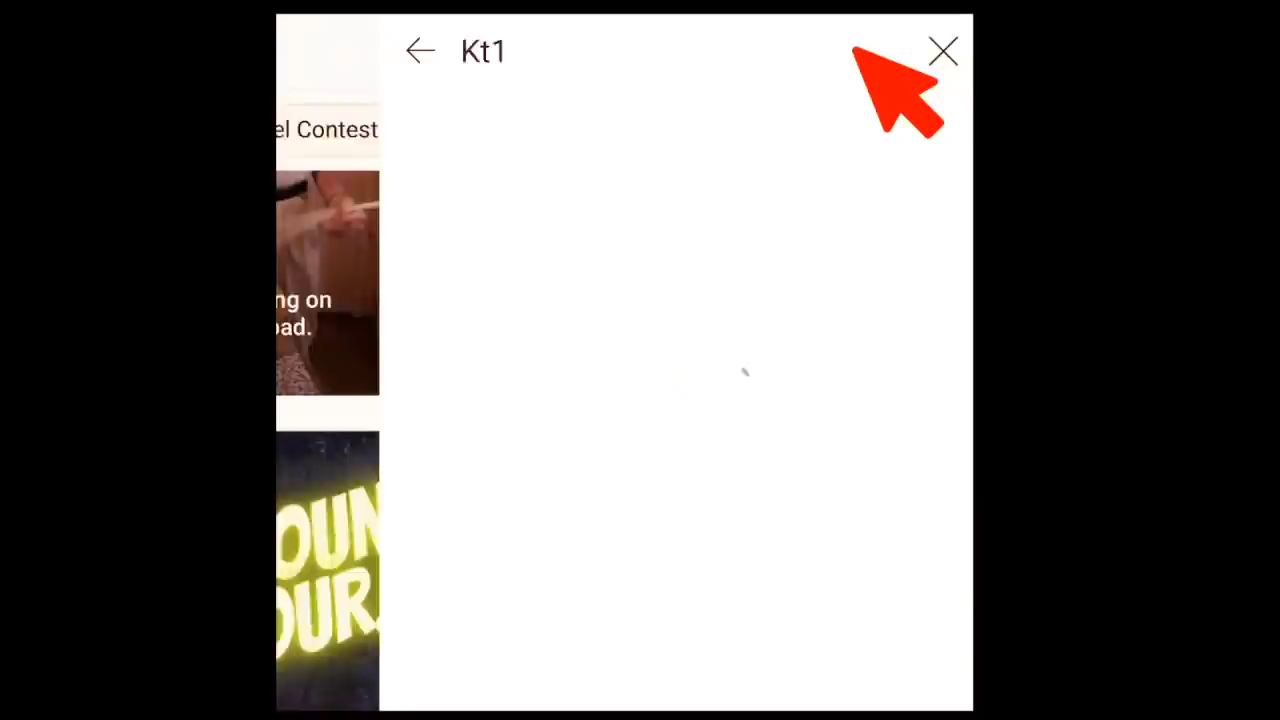 Kt1
el Contest
ng on
oad.
OUN
OUR.